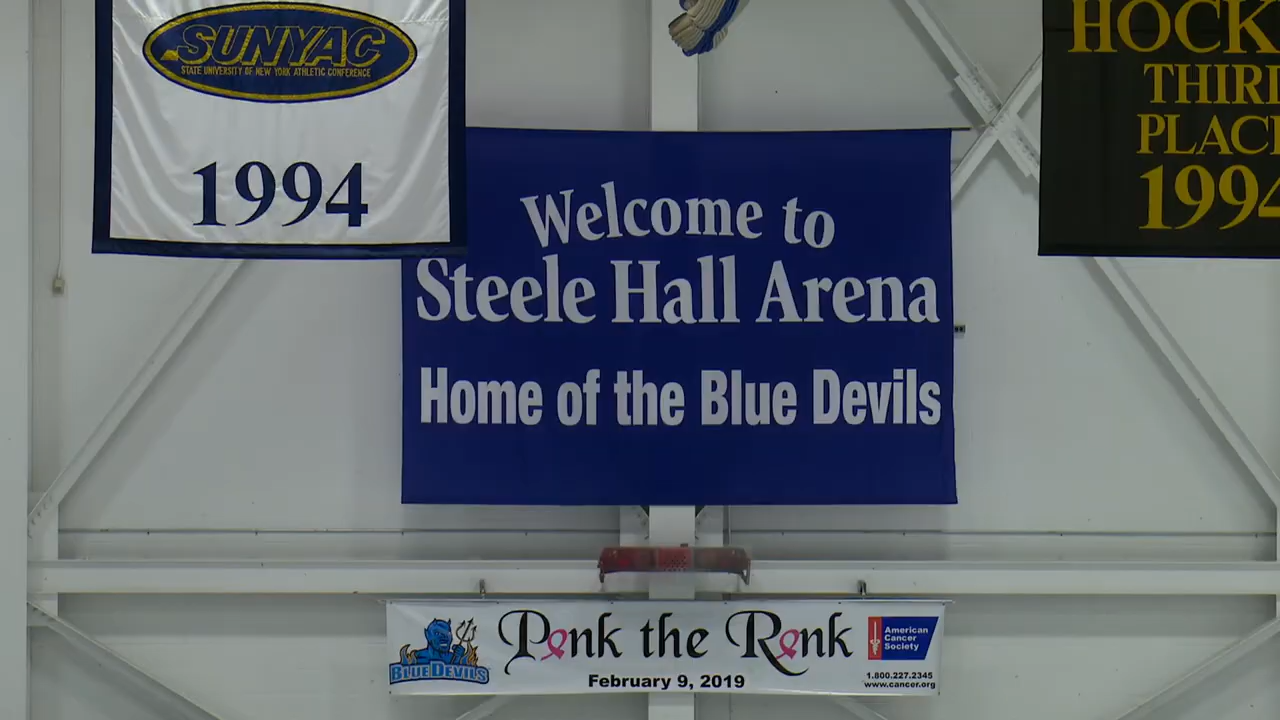 SUNYAC
STATE UNIVERSITY OF NEW YORK ATHLETIC CONFERENCE
1994
Welcome to
Steele Hall Arena
Home of the Blue Devils
HOCK
THIRD
PLAC
1994
BLUE DEVILS
Pink the Rink
February 9, 2019
American
Cancer
Society
1.800.227.2345
www.cancer.org